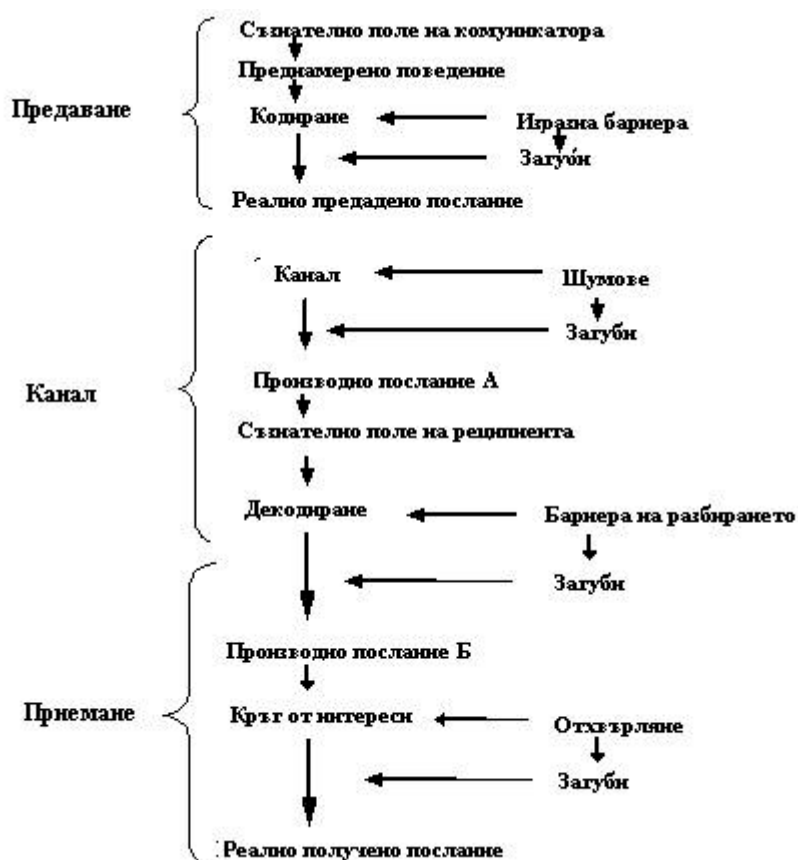 Съзнателно поле на комуникатора
Преднамерено поведение
Предаване
Кодиране
Изразна бариера
Загуби
Реално предадено послание
Канал
Шумове
Загуби
Производно послание А
Канал
Съзнателно поле на реципиента
Декодиране
Бариера на разбирането
Загуби
Производно послание Б
Приемане
Кръг от интереси
Отхвърляне
Загуби
Реално получено послание